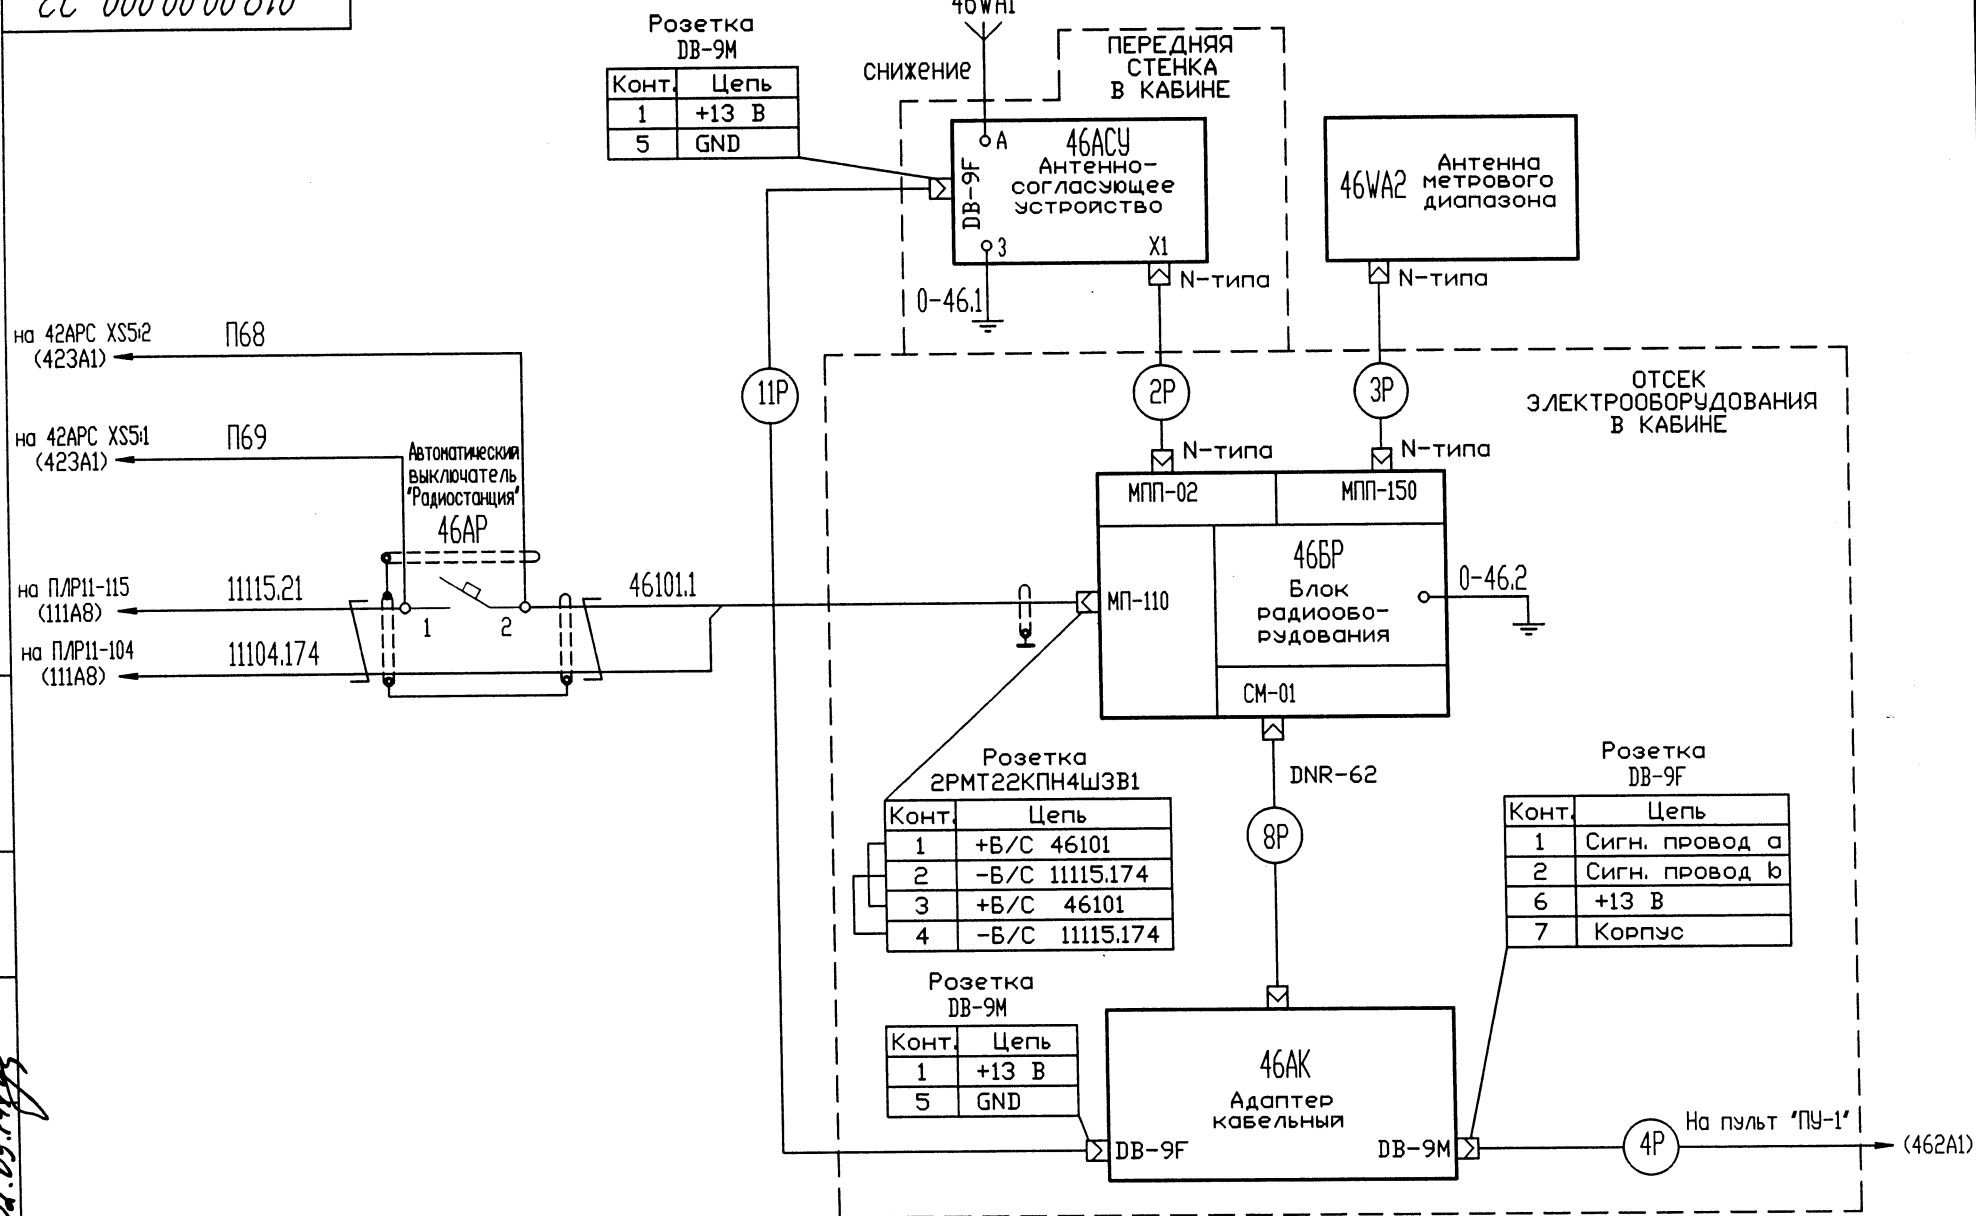 46WA1
Розетка
DB-9М
Конт. Цепь
1 +13 В
5 GND
снижение
ПЕРЕДНЯЯ
СТЕНКА
В КАБИНЕ
А
46АСУ
Антенно-
согласующее
устройство
DB-9F
3
X1
N-типа
0-46.1
46WA2
Антенна
метрового
диапазона
N-типа
на 42АРС XS5:2
(423А1)
П68
на 42АРС XS5:1
(423А1)
П69
Автоматический
выключатель
"Радиостанция"
46АР
на ПЛР11-115
(111А8)
11115.21
1
2
46101.1
на ПЛР11-104
(111А8)
11104.174
11Р
2Р
3Р
ОТСЕК
ЭЛЕКТРООБОРУДОВАНИЯ
В КАБИНЕ
N-типа
N-типа
МПП-02
МПП-150
МП-110
46БР
Блок
радиообо-
рудования
0-46.2
СМ-01
DNR-62
8Р
Розетка
2РМТ22КПН4Ш3В1
Конт. Цепь
1 +Б/С 46101
2 -Б/С 11115.174
3 +Б/С 46101
4 -Б/С 11115.174
Розетка
DB-9F
Конт. Цепь
1 Сигн. провод a
2 Сигн. провод b
6 +13 В
7 Корпус
Розетка
DB-9М
Конт. Цепь
1 +13 В
5 GND
46АК
Адаптер
кабельный
DB-9F
DB-9М
4Р
На пульт "ПУ-1"
(462А1)